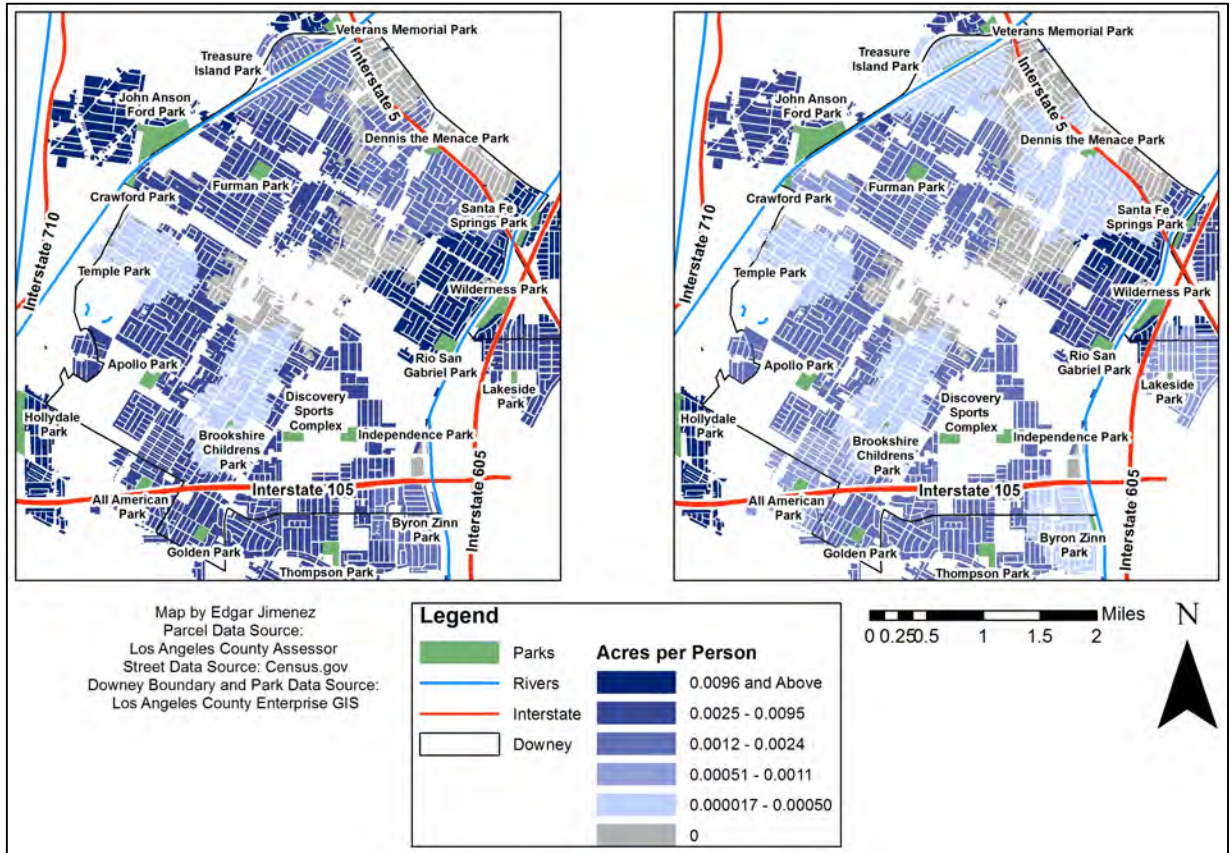 Veterans Memorial Park
Treasure
Island Park
Interstate 5
John Anson
Ford Park
Dennis the Menace Park
Furman Park
Crawford Park
Santa Fe
Springs Park
Interstate 710
Temple Park
Wilderness Park
Apollo Park
Rio San
Gabriel Park
Lakeside
Park
Discovery
Sports
Complex
Hollydale
Park
Independence Park
Brookshire
Childrens
Park
Interstate 605
Interstate 105
All American
Park
Byron Zinn
Park
Golden Park
Thompson Park
Veterans Memorial Park
Treasure
Island Park
Interstate 5
John Anson
Ford Park
Dennis the Menace Park
Furman Park
Crawford Park
Santa Fe
Springs Park
Interstate 710
Temple Park
Wilderness Park
Apollo Park
Rio San
Gabriel Park
Lakeside
Park
Discovery
Sports
Complex
Hollydale
Park
Independence Park
Brookshire
Childrens
Park
Interstate 605
Interstate 105
All American
Park
Byron Zinn
Park
Golden Park
Thompson Park
Map by Edgar Jimenez
Parcel Data Source:
Los Angeles County Assessor
Street Data Source: Census.gov
Downey Boundary and Park Data Source:
Los Angeles County Enterprise GIS
Legend
Parks
Rivers
Interstate
Downey
Acres per Person
0.0096 and Above
0.0025 - 0.0095
0.0012 - 0.0024
0.00051 - 0.0011
0.000017 - 0.00050
0
Miles
0 0.25 0.5 1 1.5 2
N